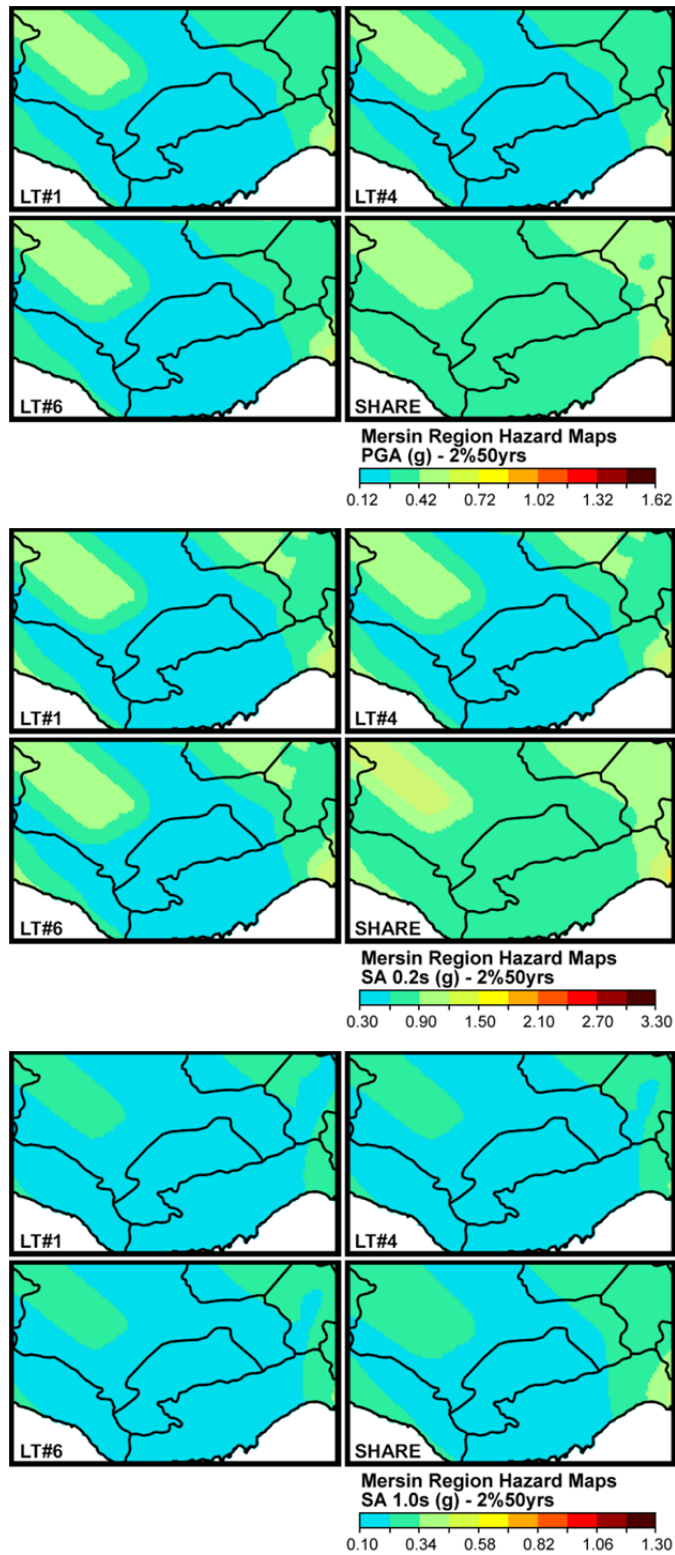 LT#1
LT#4
LT#6
SHARE
Mersin Region Hazard Maps
PGA (g) - 2%50yrs
0.12 0.42 0.72 1.02 1.32 1.62
LT#1
LT#4
LT#6
SHARE
Mersin Region Hazard Maps
SA 0.2s (g) - 2%50yrs
0.30 0.90 1.50 2.10 2.70 3.30
LT#1
LT#4
LT#6
SHARE
Mersin Region Hazard Maps
SA 1.0s (g) - 2%50yrs
0.10 0.34 0.58 0.82 1.06 1.30